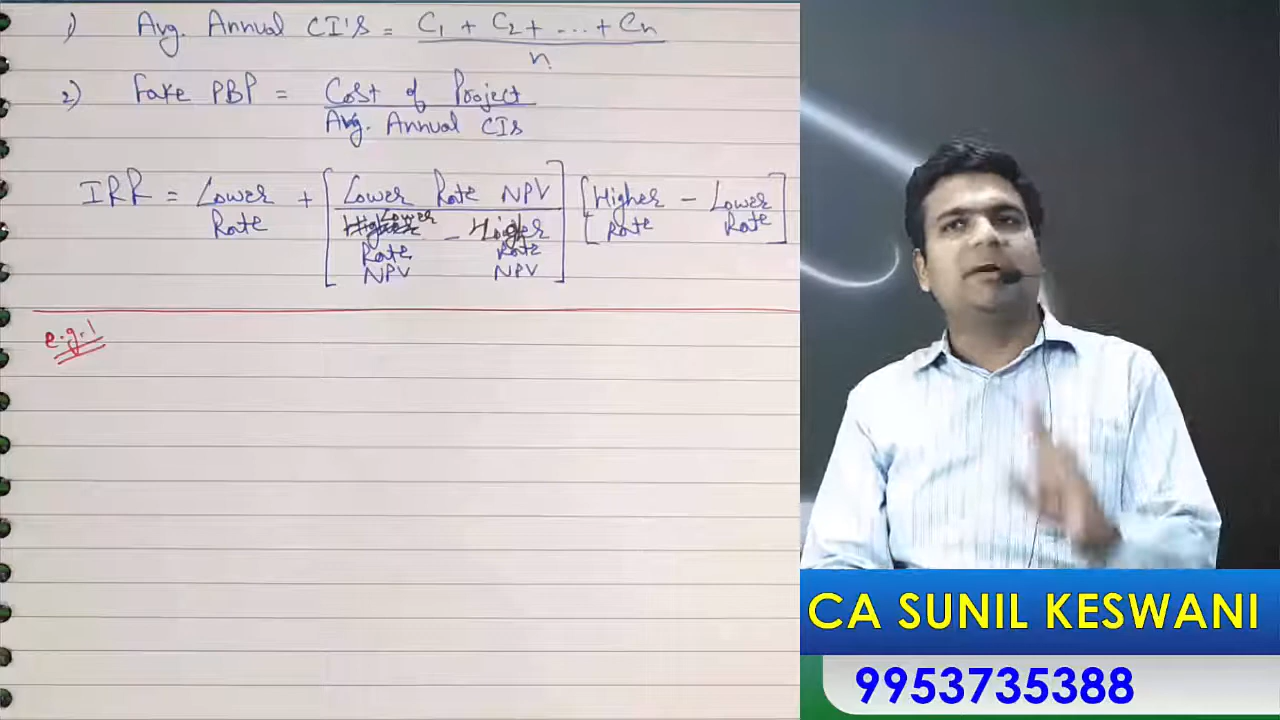 1) Avg. Annual CI'S = C1 + C2 + ... + Cn
n
2) Fake PBP = Cost of Project
Avg. Annual CIs
IRR = Lower Rate + [ Lower Rate NPV
Lower Rate NPV - Higher Rate NPV ] [ Higher Rate - Lower Rate ]
e.g.1
CA SUNIL KESWANI
9953735388